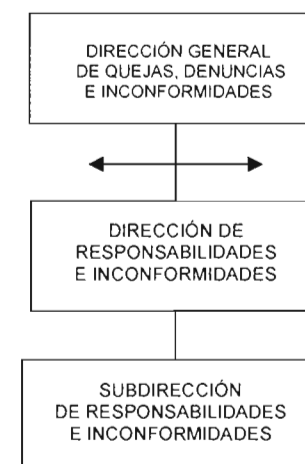 DIRECCIÓN GENERAL
DE QUEJAS, DENUNCIAS
E INCONFORMIDADES
DIRECCIÓN DE
RESPONSABILIDADES
E INCONFORMIDADES
SUBDIRECCIÓN
DE RESPONSABILIDADES
E INCONFORMIDADES